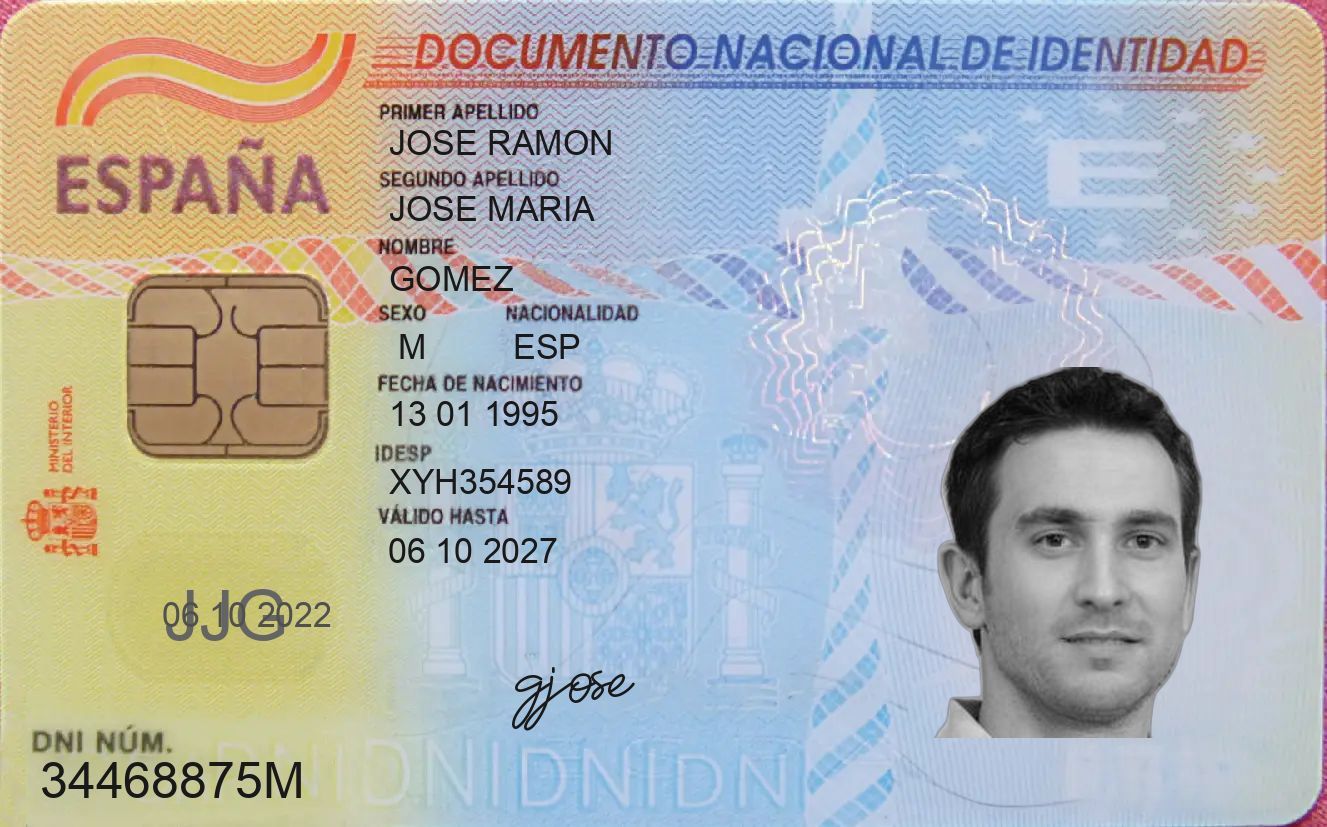 DOCUMENTO NACIONAL DE IDENTIDAD
ESPAÑA
PRIMER APELLIDO
JOSE RAMON
SEGUNDO APELLIDO
JOSE MARIA
NOMBRE
GOMEZ
SEXO NACIONALIDAD
M ESP
FECHA DE NACIMIENTO
13 01 1995
IDESP
XYH354589
VÁLIDO HASTA
06 10 2027
MINISTERIO
DEL INTERIOR
E
06 10 2022
JJG
gjose
DNI NÚM.
34468875M
DNIDNIDNIDNI